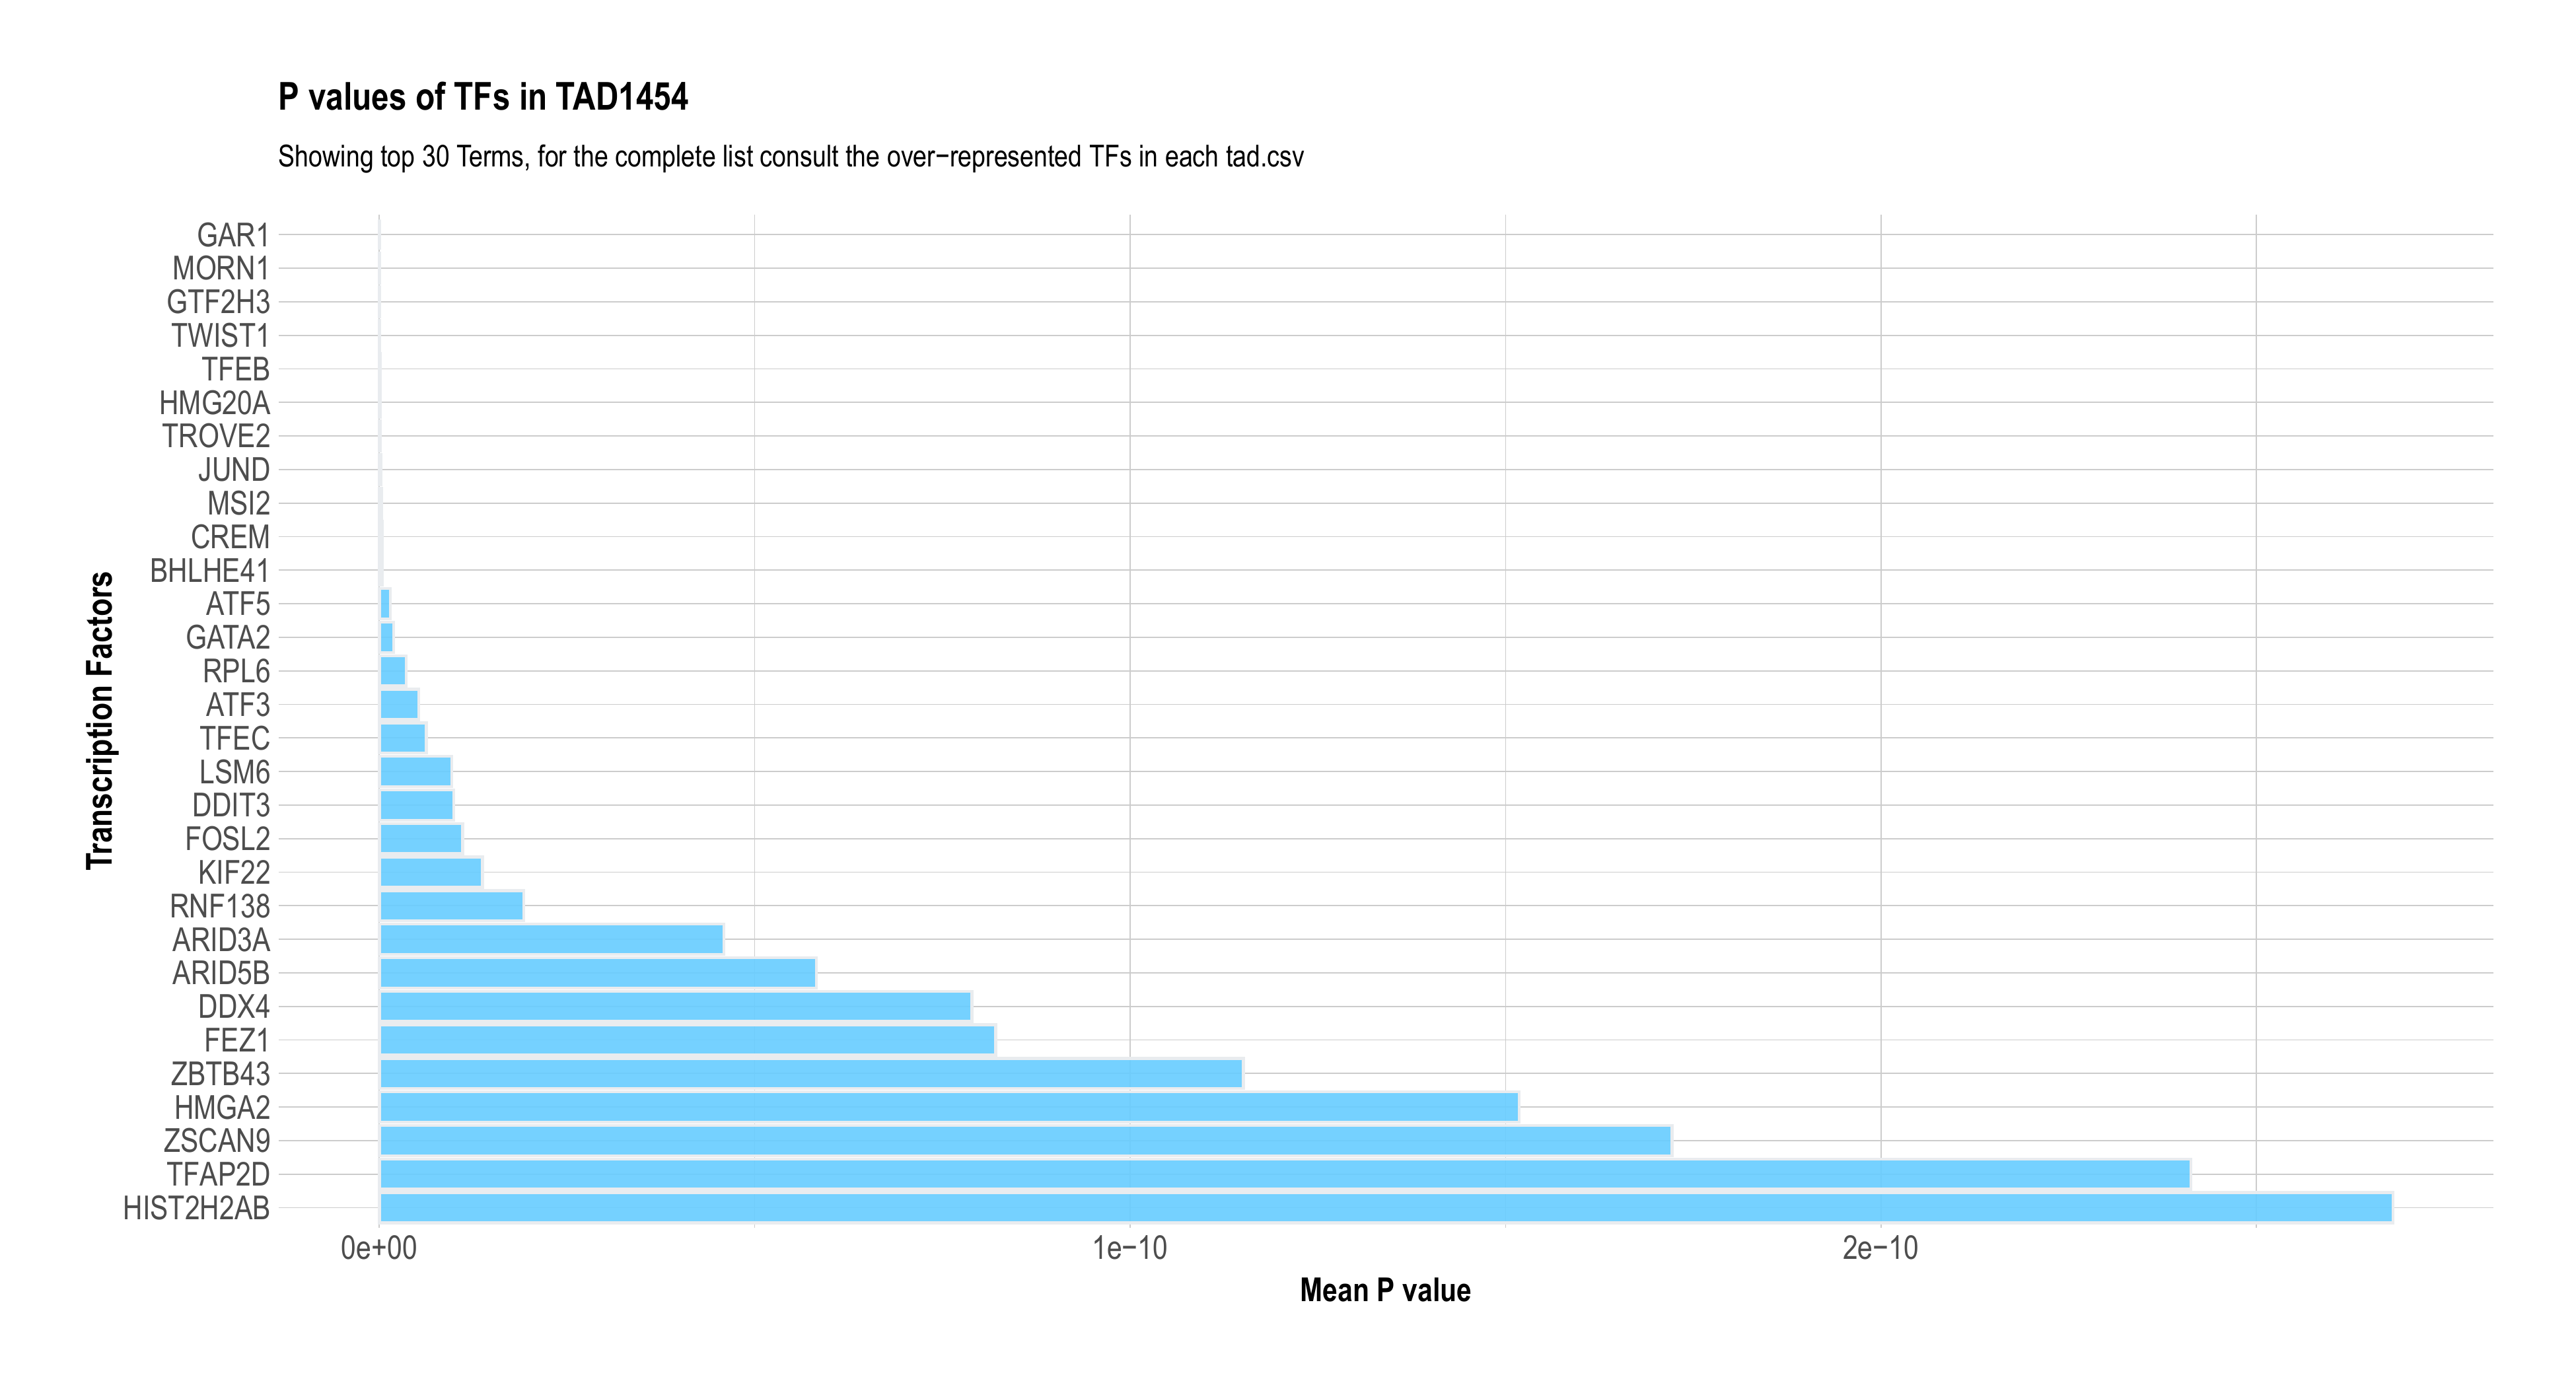 P values of TFs in TAD1454
Showing top 30 Terms, for the complete list consult the over−represented TFs in each tad.csv
Transcription Factors
GAR1
MORN1
GTF2H3
TWIST1
TFEB
HMG20A
TROVE2
JUND
MSI2
CREM
BHLHE41
ATF5
GATA2
RPL6
ATF3
TFEC
LSM6
DDIT3
FOSL2
KIF22
RNF138
ARID3A
ARID5B
DDX4
FEZ1
ZBTB43
HMGA2
ZSCAN9
TFAP2D
HIST2H2AB
0e+00 1e−10 2e−10
Mean P value